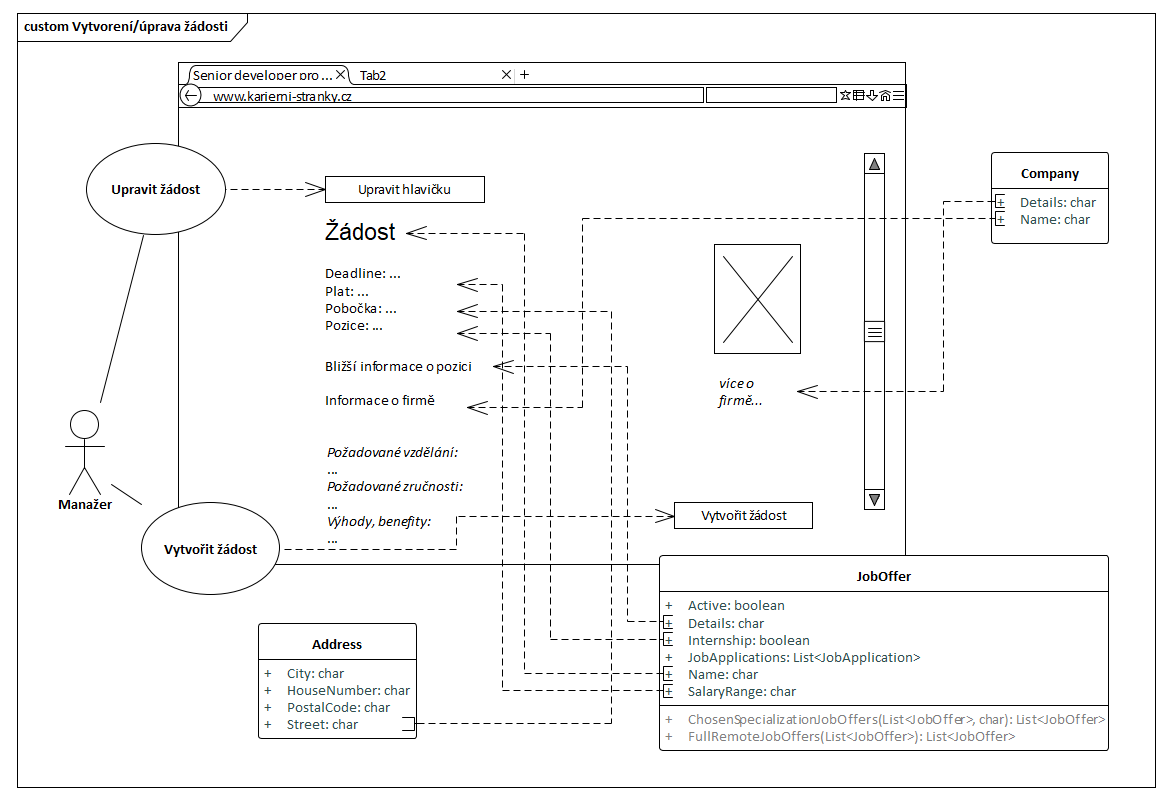 custom Vytvorení/úprava žádosti
Senior developer pro ...
Tab2
www.kariemi-stranky.cz
Upravit žádost
Upravit hlavičku
Company
+ Details: char
+ Name: char
Žádost
Deadline: ...
Plat: ...
Pobočka: ...
Pozice: ...
Bližší informace o pozici
Informace o firmě
více o
firmě...
Manažer
Požadované vzdělání:
...
Požadované zručnosti:
...
Výhody, benefity:
...
Vytvořit žádost
Vytvořit žádost
JobOffer
+ Active: boolean
+ Details: char
+ Internship: boolean
+ JobApplications: List<JobApplication>
+ Name: char
+ SalaryRange: char
+ ChosenSpecializationJobOffers(List<JobOffer>, char): List<JobOffer>
+ FullRemoteJobOffers(List<JobOffer>): List<JobOffer>
Address
+ City: char
+ HouseNumber: char
+ PostalCode: char
+ Street: char